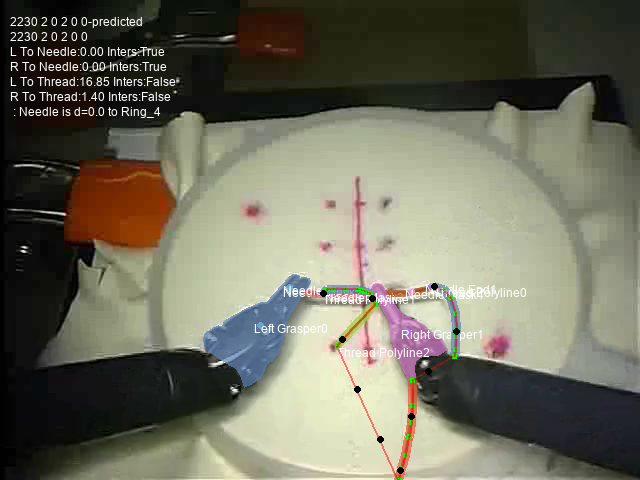 2230 2 0 2 0 0-predicted
2230 2 0 2 0 0
L To Needle:0.00 Inters:True
R To Needle:0.00 Inters:True
L To Thread:16.85 Inters:False
R To Thread:1.40 Inters:False
: Needle is d=0.0 to Ring_4
Left Grasper0
Right Grasper1
Thread Polyline2